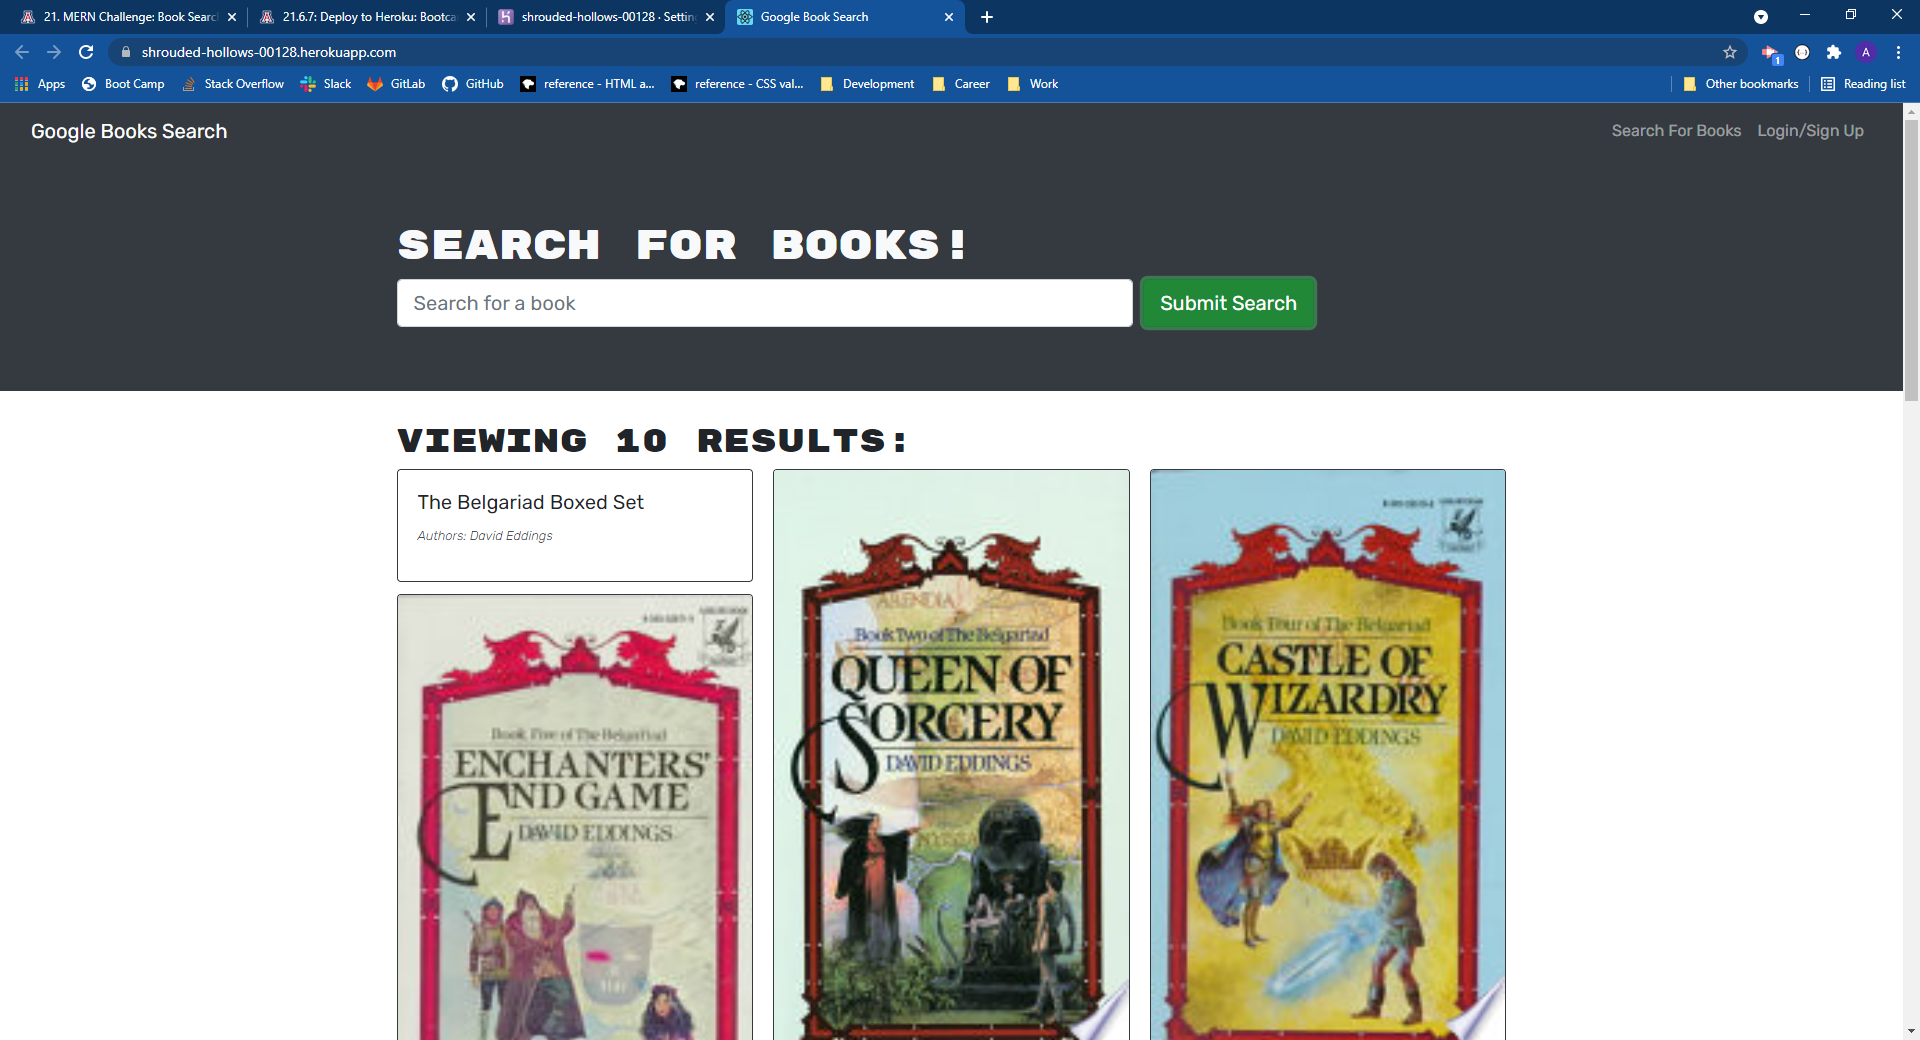 21. MERN Challenge: Book Searc
21.6.7: Deploy to Heroku: Bootca
shrouded-hollows-00128 · Settin
Google Book Search
shrouded-hollows-00128.herokuapp.com
A
1
Apps
Boot Camp
Stack Overflow
Slack
GitLab
GitHub
reference - HTML a...
reference - CSS val...
Development
Career
Work
Other bookmarks
Reading list
Google Books Search
Search For Books
Login/Sign Up
SEARCH FOR BOOKS!
Search for a book
Submit Search
VIEWING 10 RESULTS:
The Belgariad Boxed Set
Authors: David Eddings
Book Five of The Belgariad
ENCHANTERS'
END GAME
DAVID EDDINGS
ARENDIA
Book Two of The Belgariad
QUEEN OF
SORCERY
DAVID EDDINGS
Book Four of The Belgariad
CASTLE OF
WIZARDRY
DAVID EDDINGS